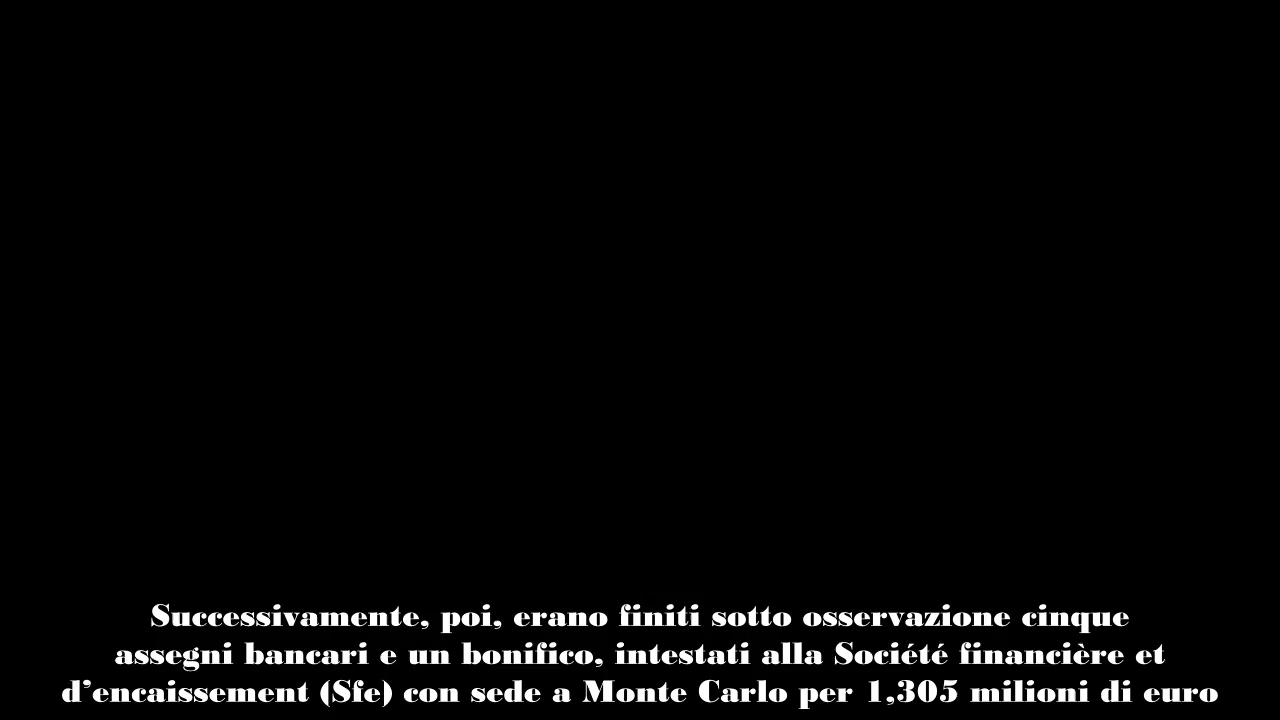 Successivamente, poi, erano finiti sotto osservazione cinque
assegni bancari e un bonifico, intestati alla Société financière et
d’encaissement (Sfe) con sede a Monte Carlo per 1,305 milioni di euro